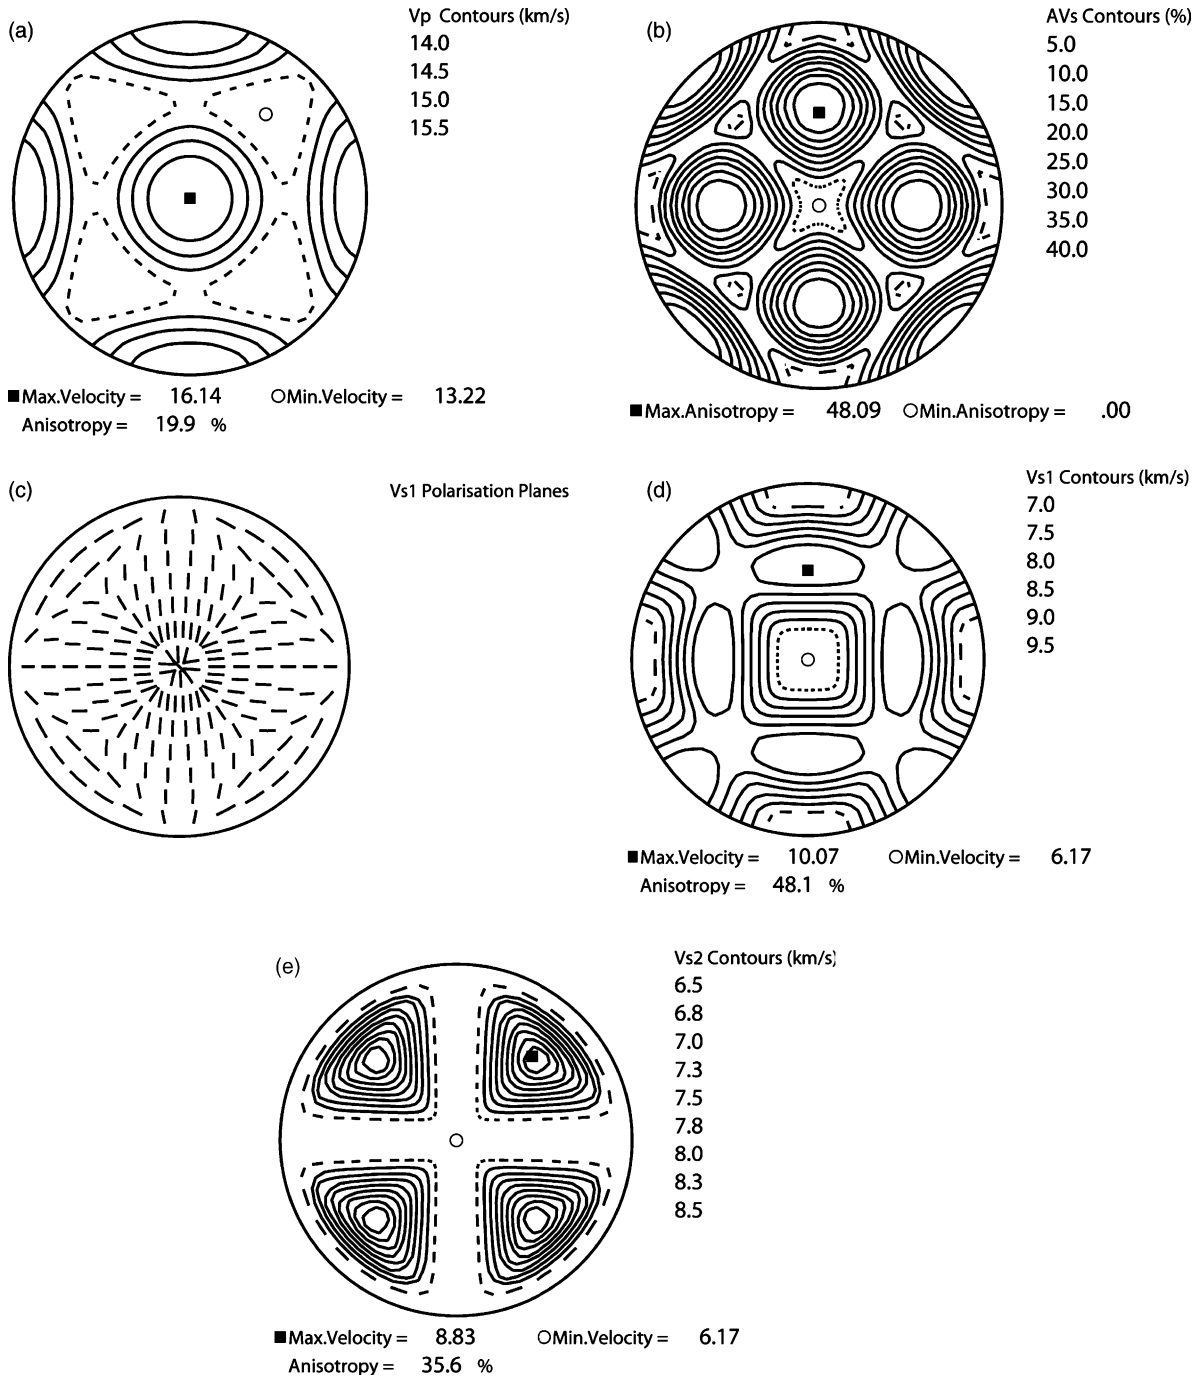 (a)
Vp Contours (km/s)
14.0
14.5
15.0
15.5
■Max.Velocity = 16.14 ○Min.Velocity = 13.22
Anisotropy = 19.9 %
(b)
AVs Contours (%)
5.0
10.0
15.0
20.0
25.0
30.0
35.0
40.0
■Max.Anisotropy = 48.09 ○Min.Anisotropy = .00
(c)
Vs1 Polarisation Planes
(d)
Vs1 Contours (km/s)
7.0
7.5
8.0
8.5
9.0
9.5
■Max.Velocity = 10.07 ○Min.Velocity = 6.17
Anisotropy = 48.1 %
(e)
Vs2 Contours (km/s)
6.5
6.8
7.0
7.3
7.5
7.8
8.0
8.3
8.5
■Max.Velocity = 8.83 ○Min.Velocity = 6.17
Anisotropy = 35.6 %